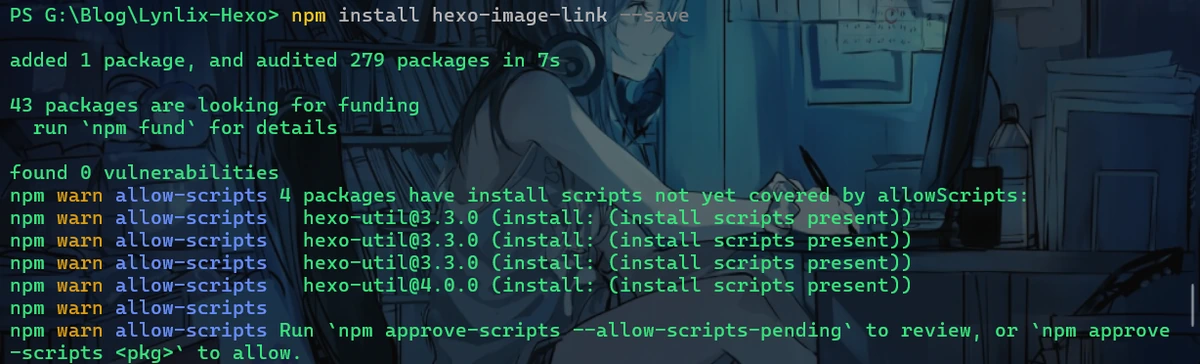 PS G:\Blog\Lynlix-Hexo> npm install hexo-image-link --save
added 1 package, and audited 279 packages in 7s
43 packages are looking for funding
  run `npm fund` for details
found 0 vulnerabilities
npm warn allow-scripts 4 packages have install scripts not yet covered by allowScripts:
npm warn allow-scripts   hexo-util@3.3.0 (install: (install scripts present))
npm warn allow-scripts   hexo-util@3.3.0 (install: (install scripts present))
npm warn allow-scripts   hexo-util@3.3.0 (install: (install scripts present))
npm warn allow-scripts   hexo-util@4.0.0 (install: (install scripts present))
npm warn allow-scripts
npm warn allow-scripts Run `npm approve-scripts --allow-scripts-pending` to review, or `npm approve
-scripts <pkg>` to allow.